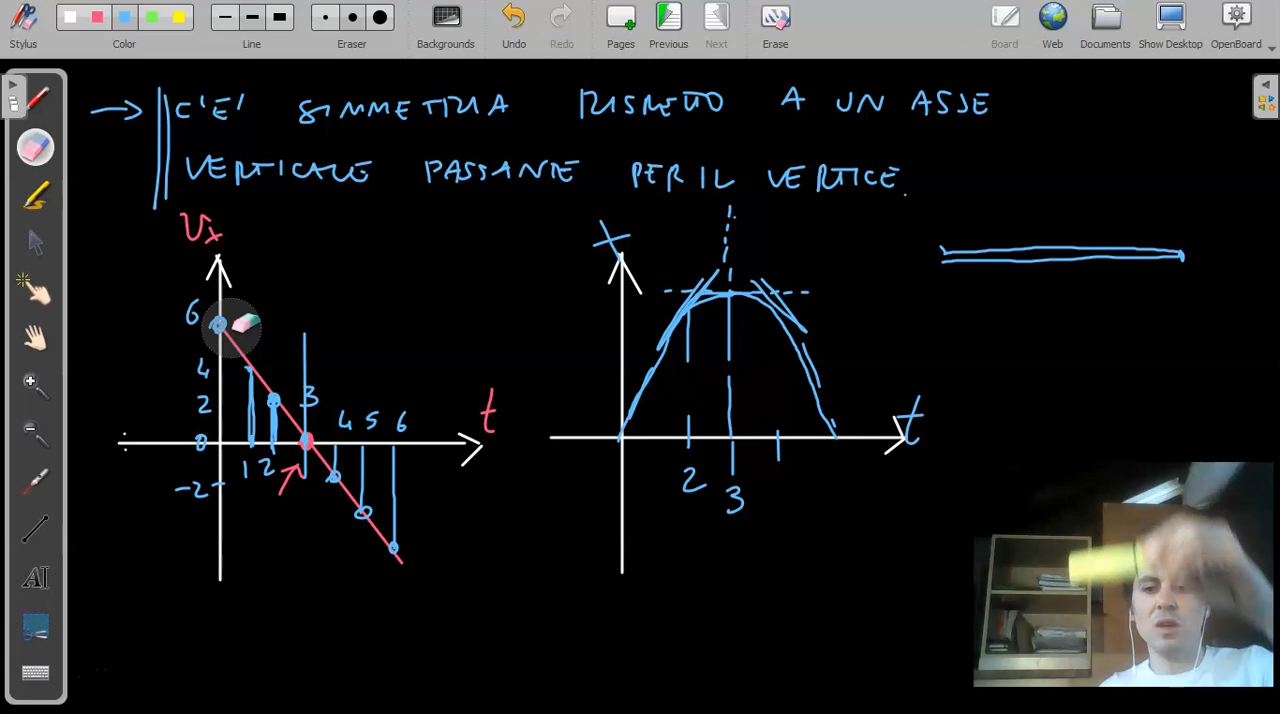 Stylus Color Line Eraser Backgrounds Undo Redo Pages Previous Next Erase Board Web Documents Show Desktop OpenBoard
→ C'E' SIMMETRIA RISPETTO A UN ASSE
VERTICALE PASSANTE PER IL VERTICE.
Vx
x
6
4
2
0
-2
1 2 3 4 5 6
t
2 3
t
AI